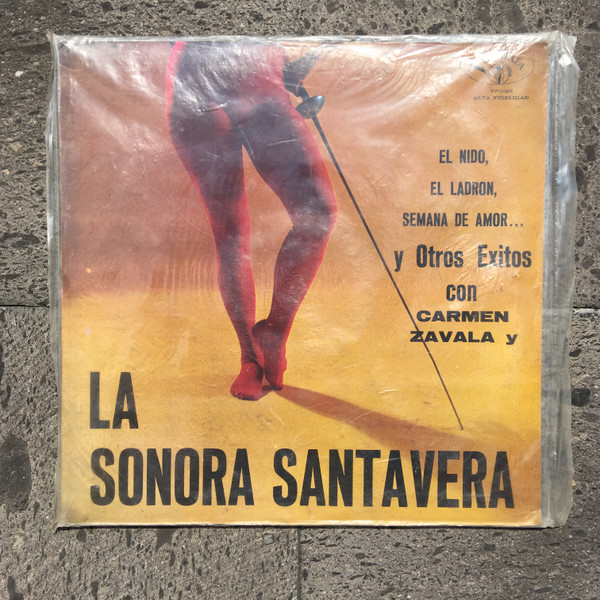 ALTA FIDELIDAD
EL NIDO,
EL LADRON,
SEMANA DE AMOR...
y Otros Exitos
con
CARMEN
ZAVALA y
LA
SONORA SANTAVERA